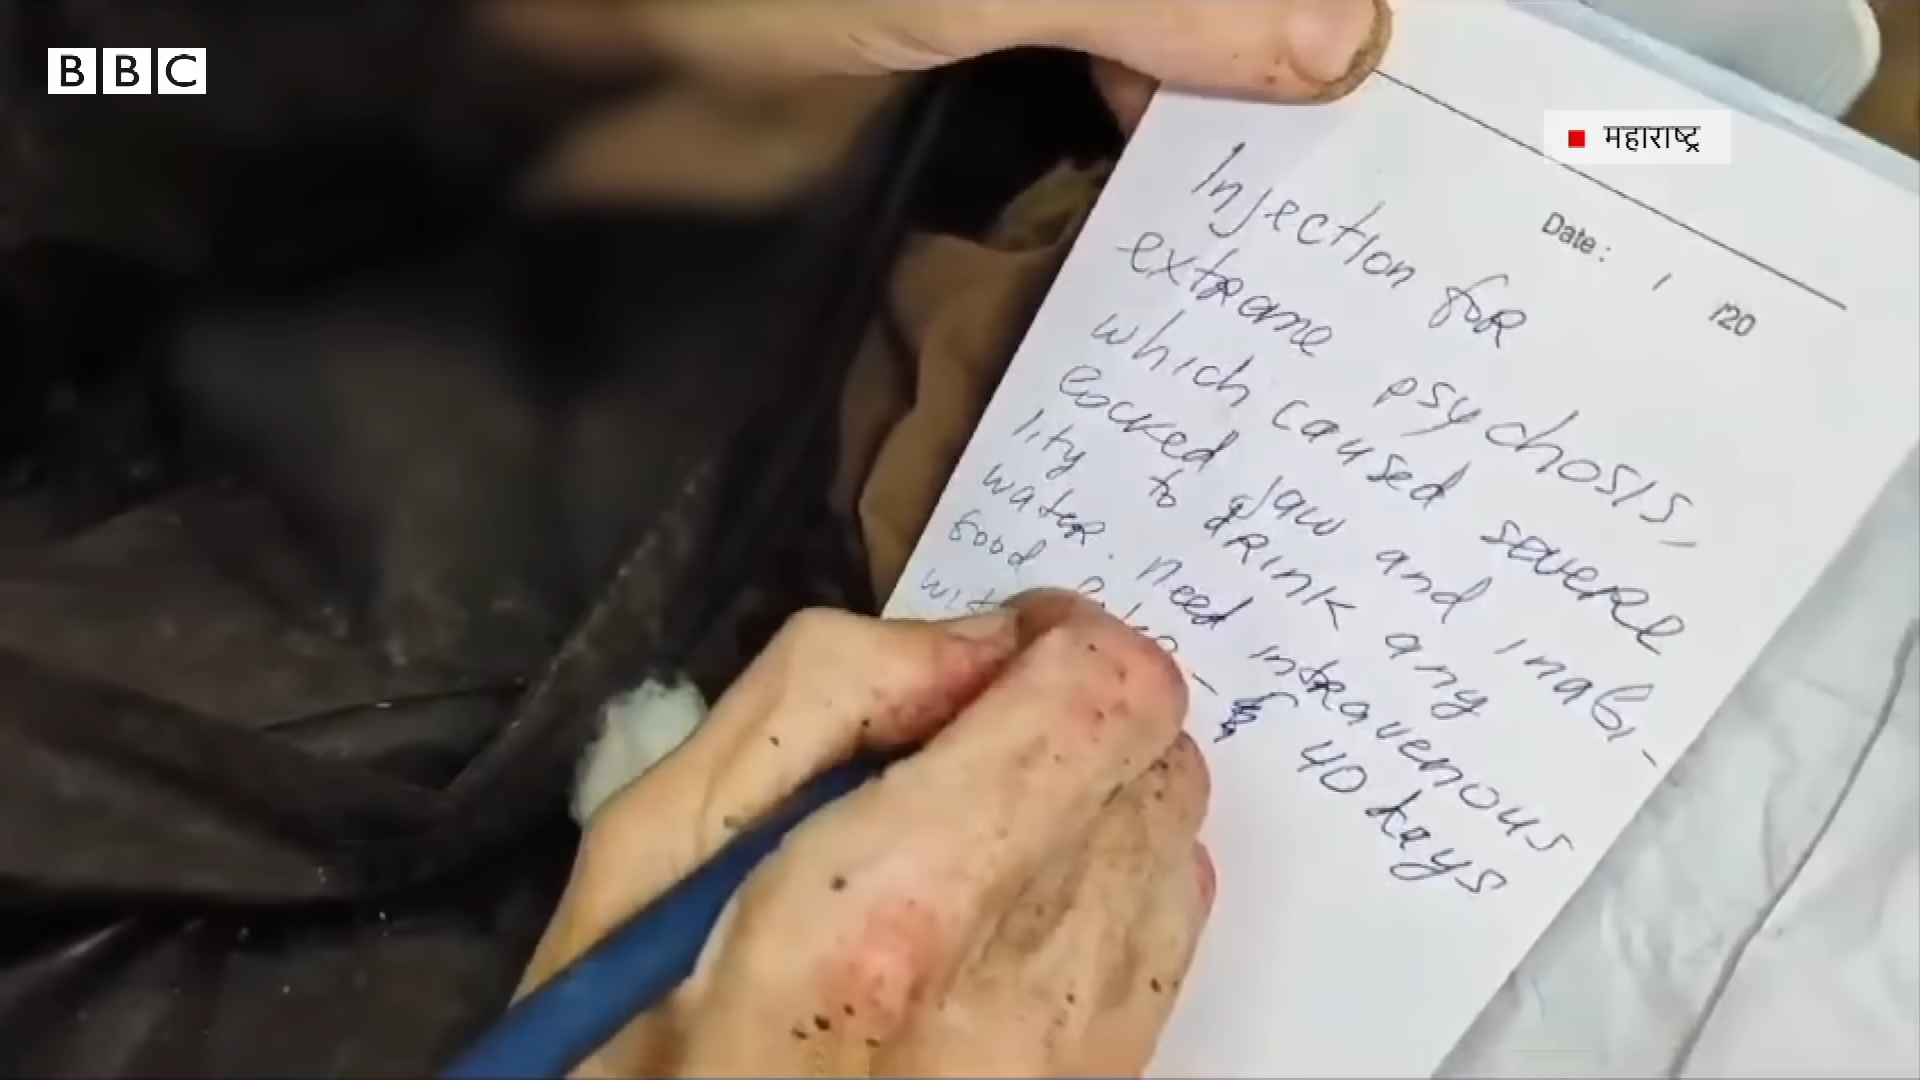 BBC
महाराष्ट्र
Date: / /20
Injection for
extreme psychosis,
which caused severe
locked jaw and inabi-
lity to drink any
water. Need intravenous
food
40 days